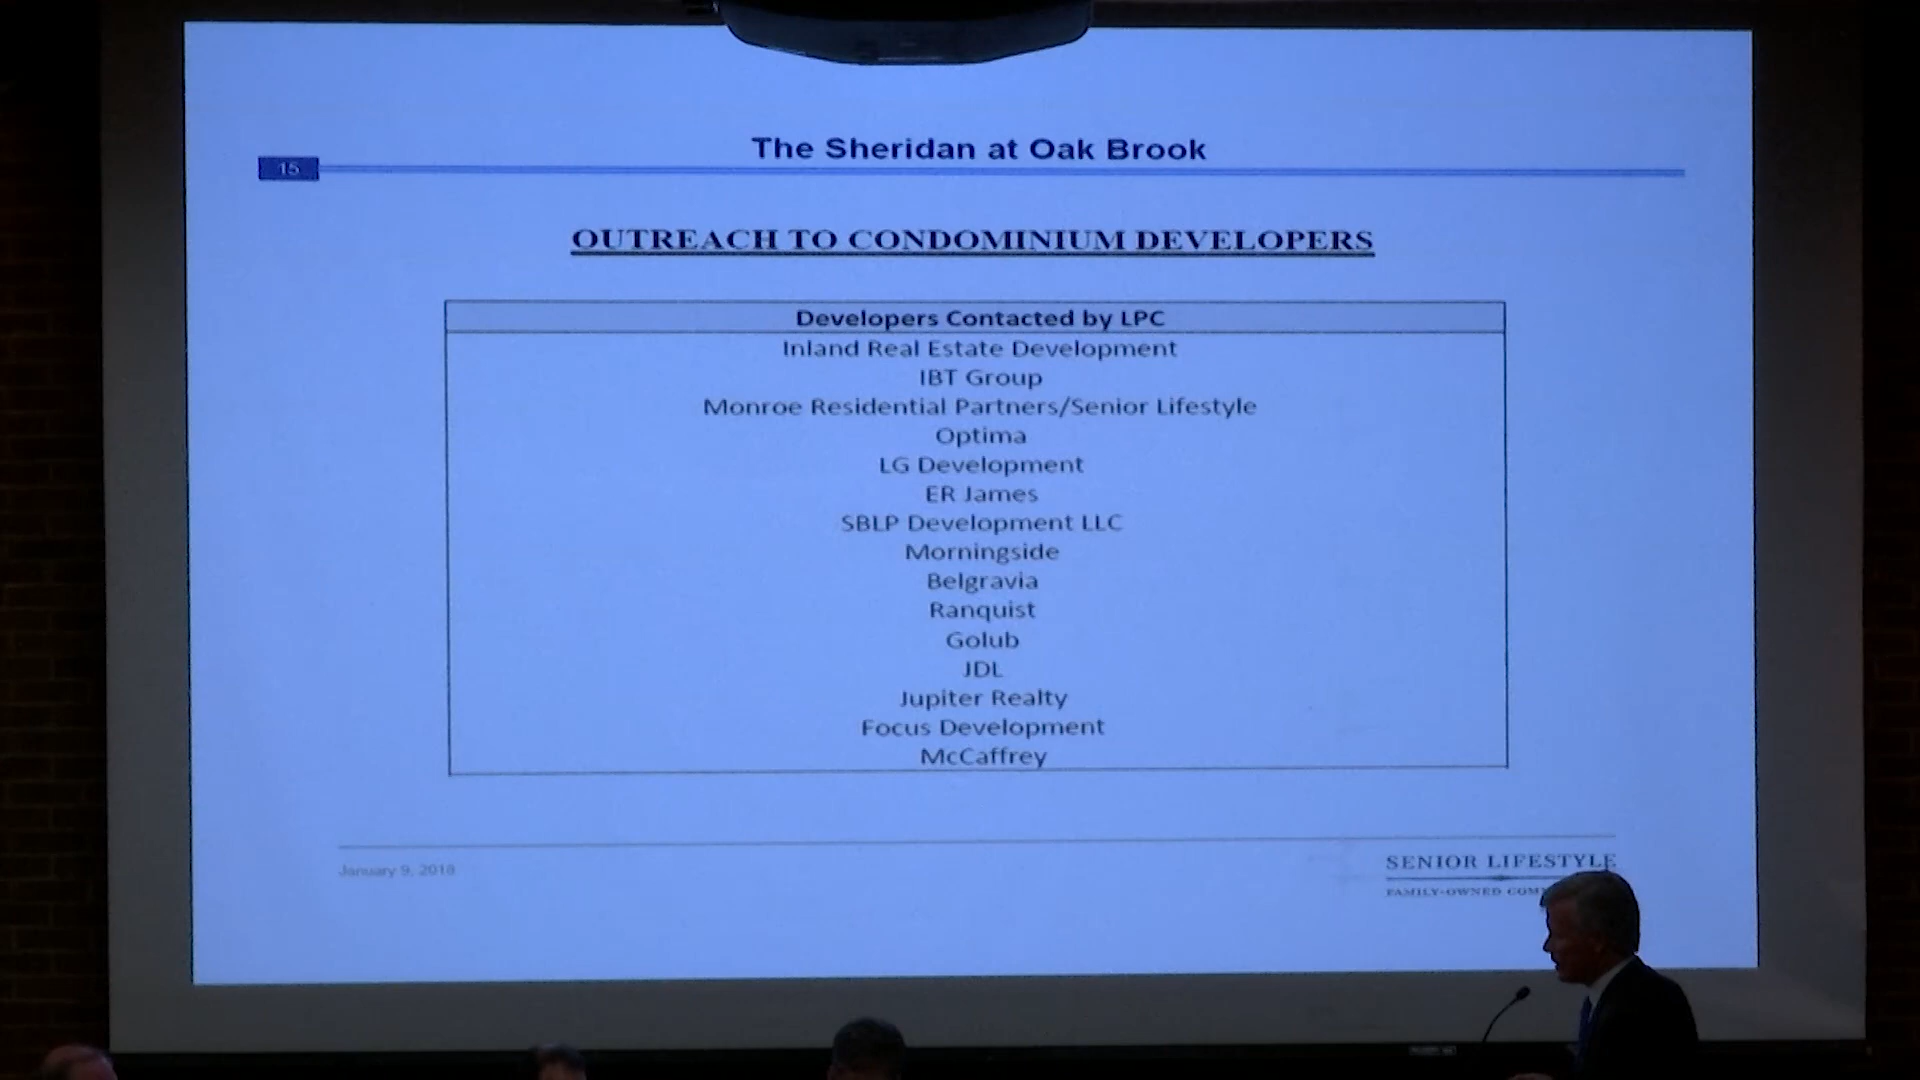 The Sheridan at Oak Brook
15
OUTREACH TO CONDOMINIUM DEVELOPERS
Developers Contacted by LPC
Inland Real Estate Development
IBT Group
Monroe Residential Partners/Senior Lifestyle
Optima
LG Development
ER James
SBLP Development LLC
Morningside
Belgravia
Ranquist
Golub
JDL
Jupiter Realty
Focus Development
McCaffrey
January 9, 2018
SENIOR LIFESTYLE
FAMILY-OWNED